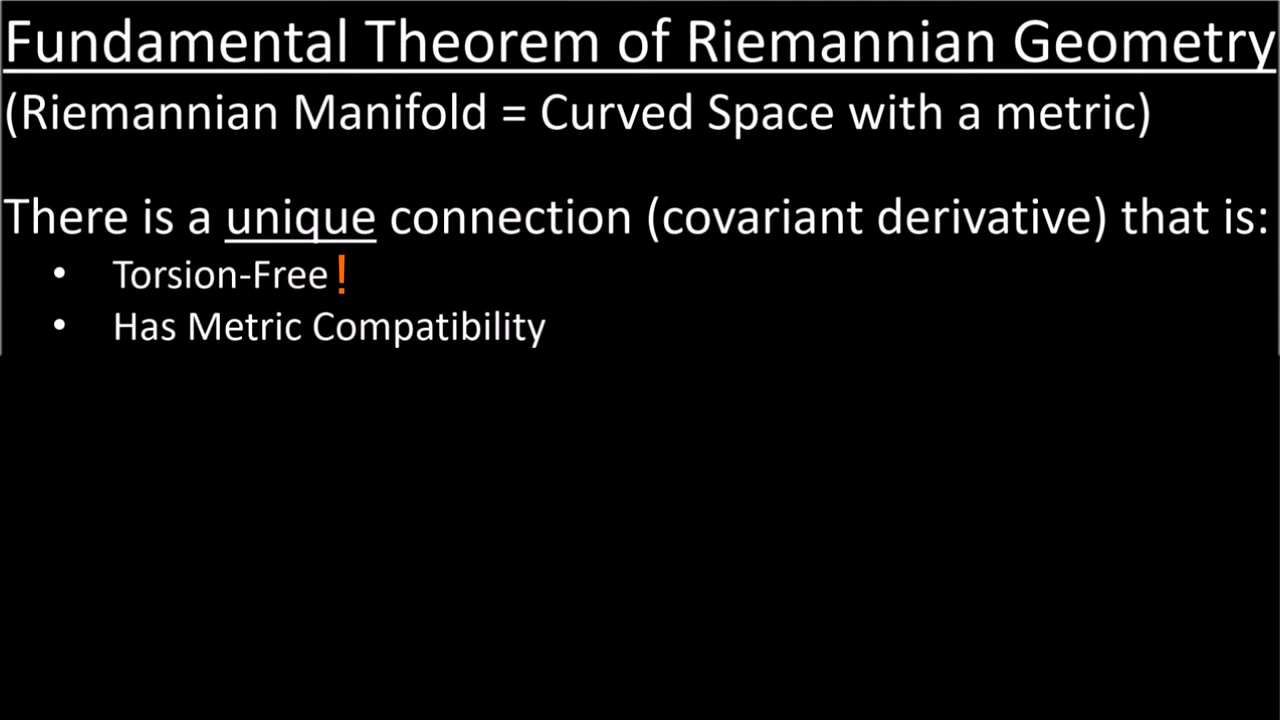 Fundamental Theorem of Riemannian Geometry
(Riemannian Manifold = Curved Space with a metric)
There is a unique connection (covariant derivative) that is:
• Torsion-Free!
• Has Metric Compatibility